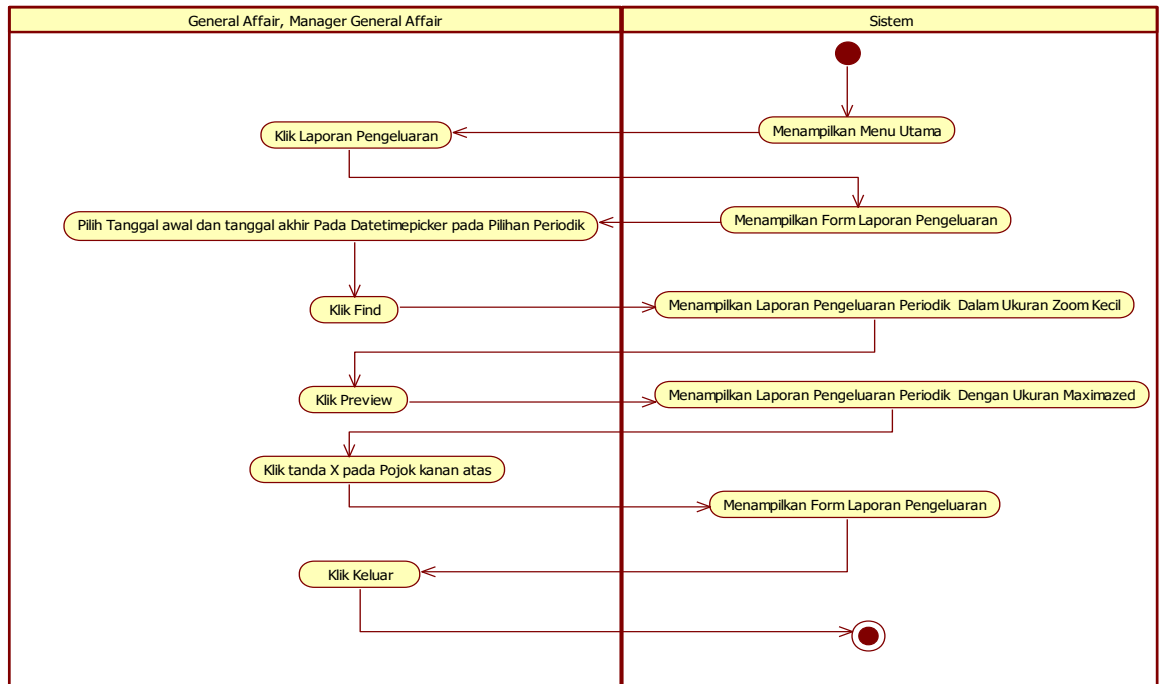 General Affair, Manager General Affair
Sistem
Menampilkan Menu Utama
Klik Laporan Pengeluaran
Menampilkan Form Laporan Pengeluaran
Pilih Tanggal awal dan tanggal akhir Pada Datetimepicker pada Pilihan Periodik
Klik Find
Menampilkan Laporan Pengeluaran Periodik  Dalam Ukuran Zoom Kecil
Klik Preview
Menampilkan Laporan Pengeluaran Periodik  Dengan Ukuran Maximazed
Klik tanda X pada Pojok kanan atas
Menampilkan Form Laporan Pengeluaran
Klik Keluar